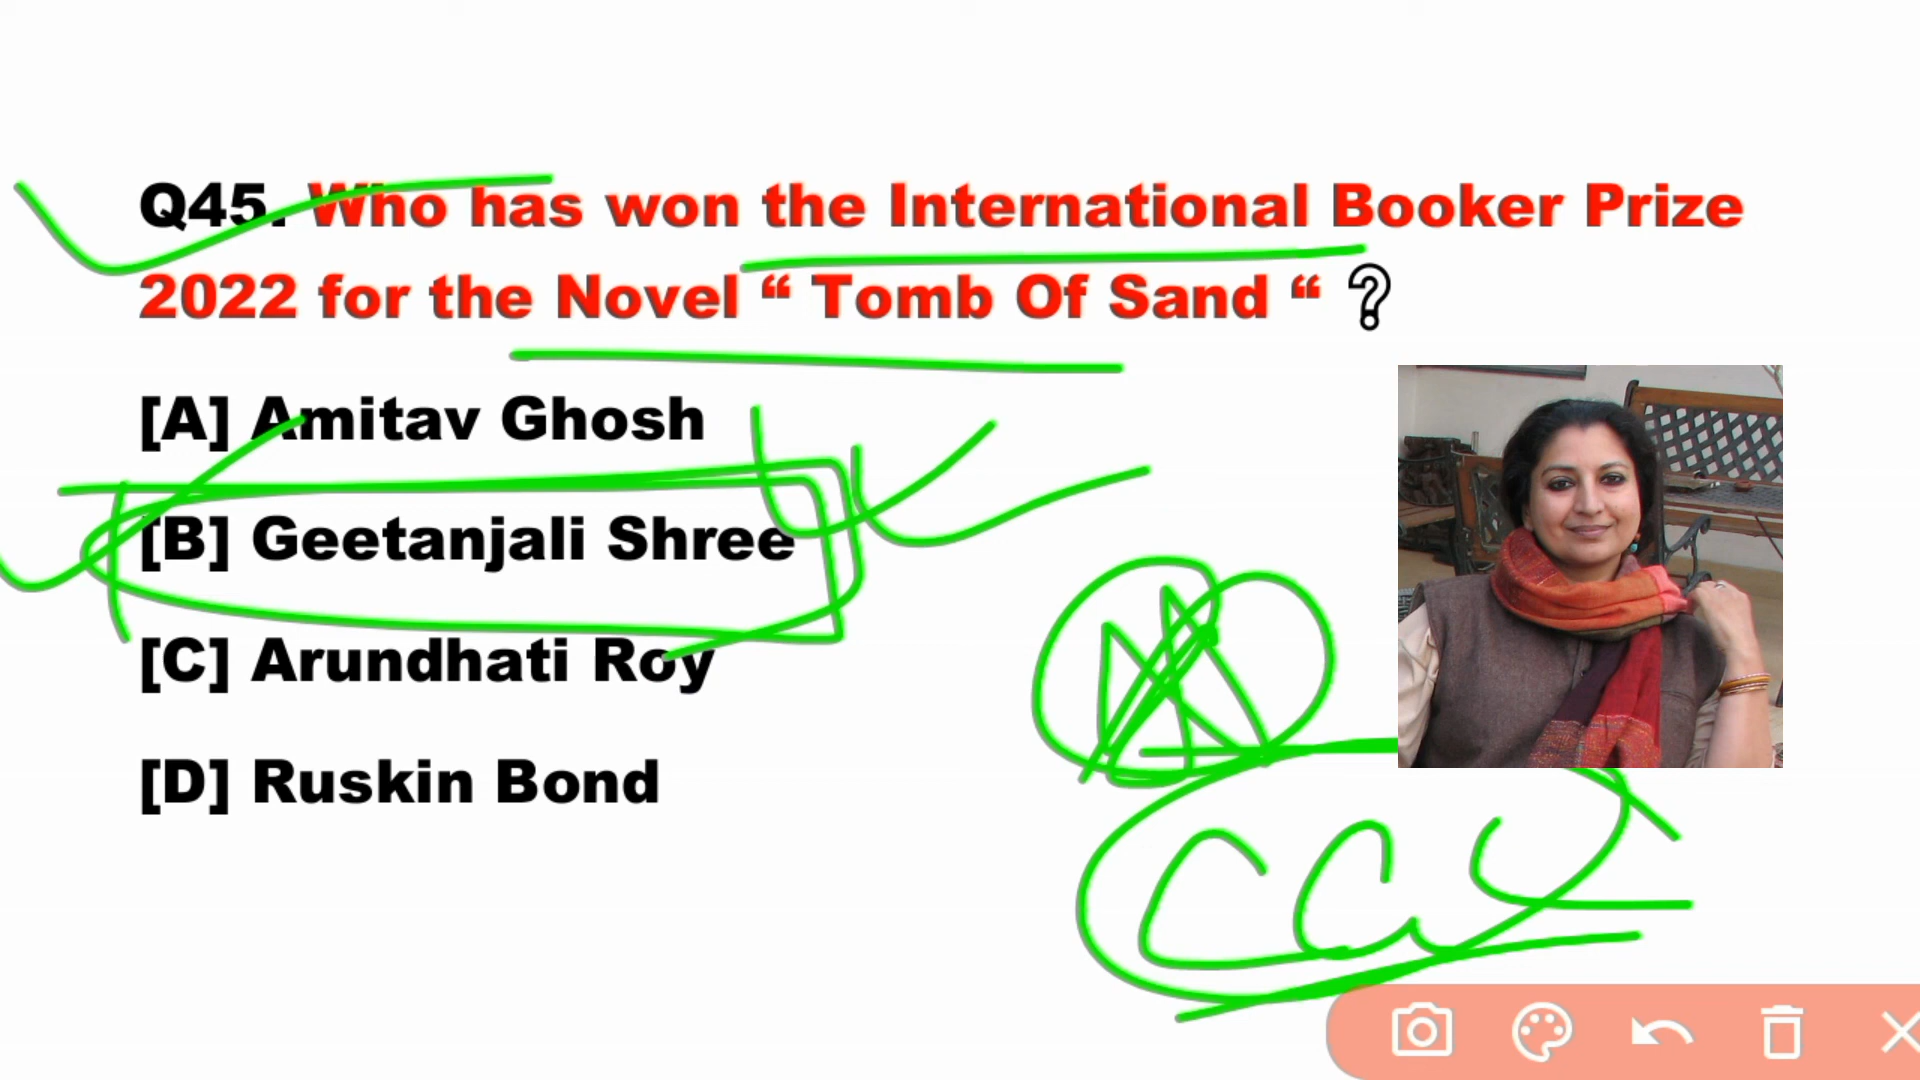 Q45. Who has won the International Booker Prize
2022 for the Novel “ Tomb Of Sand “ ?
[A] Amitav Ghosh
[B] Geetanjali Shree
[C] Arundhati Roy
[D] Ruskin Bond